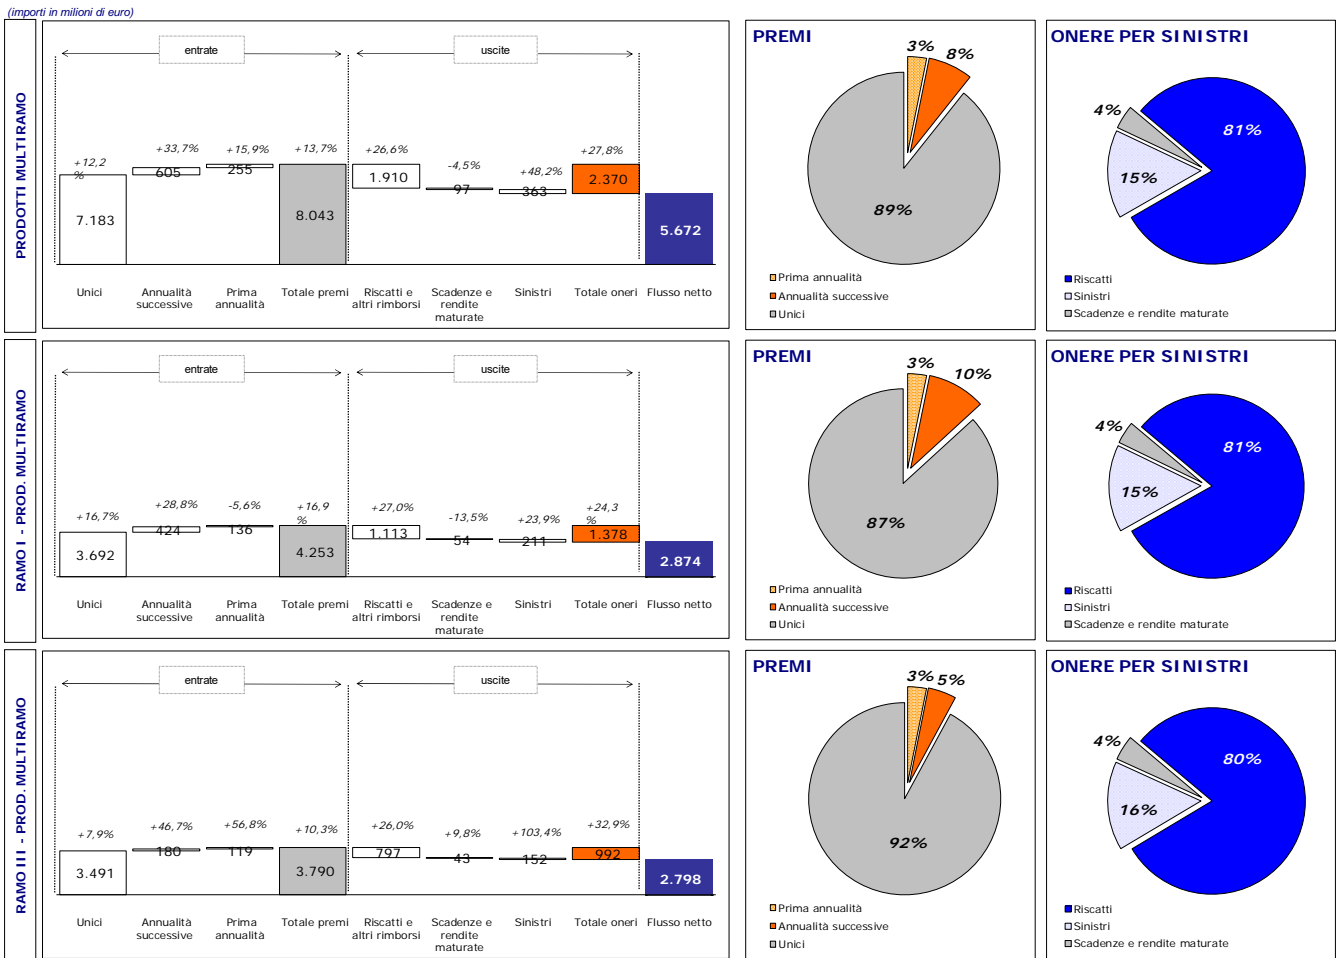 (importi in milioni di euro)
PRODOTTI MULTIRAMO
entrate
uscite
+12,2
%
+33,7%
+15,9%
+13,7%
+26,6%
-4,5%
+48,2%
+27,8%
7.183
605
255
8.043
1.910
97
363
2.370
5.672
Unici
Annualità
successive
Prima
annualità
Totale premi
Riscatti e
altri rimborsi
Scadenze e
rendite
maturate
Sinistri
Totale oneri
Flusso netto
PREMI
3%
8%
89%
Prima annualità
Annualità successive
Unici
ONERE PER SINISTRI
4%
81%
15%
Riscatti
Sinistri
Scadenze e rendite maturate
RAMO I - PROD. MULTIRAMO
entrate
uscite
+16,7%
+28,8%
-5,6%
+16,9
%
+27,0%
-13,5%
+23,9%
+24,3
%
3.692
424
136
4.253
1.113
54
211
1.378
2.874
Unici
Annualità
successive
Prima
annualità
Totale premi
Riscatti e
altri rimborsi
Scadenze e
rendite
maturate
Sinistri
Totale oneri
Flusso netto
PREMI
3%
10%
87%
Prima annualità
Annualità successive
Unici
ONERE PER SINISTRI
4%
81%
15%
Riscatti
Sinistri
Scadenze e rendite maturate
RAMO III - PROD. MULTIRAMO
entrate
uscite
+7,9%
+46,7%
+56,8%
+10,3%
+26,0%
+9,8%
+103,4%
+32,9%
3.491
180
119
3.790
797
43
152
992
2.798
Unici
Annualità
successive
Prima
annualità
Totale premi
Riscatti e
altri rimborsi
Scadenze e
rendite
maturate
Sinistri
Totale oneri
Flusso netto
PREMI
3%
5%
92%
Prima annualità
Annualità successive
Unici
ONERE PER SINISTRI
4%
80%
16%
Riscatti
Sinistri
Scadenze e rendite maturate